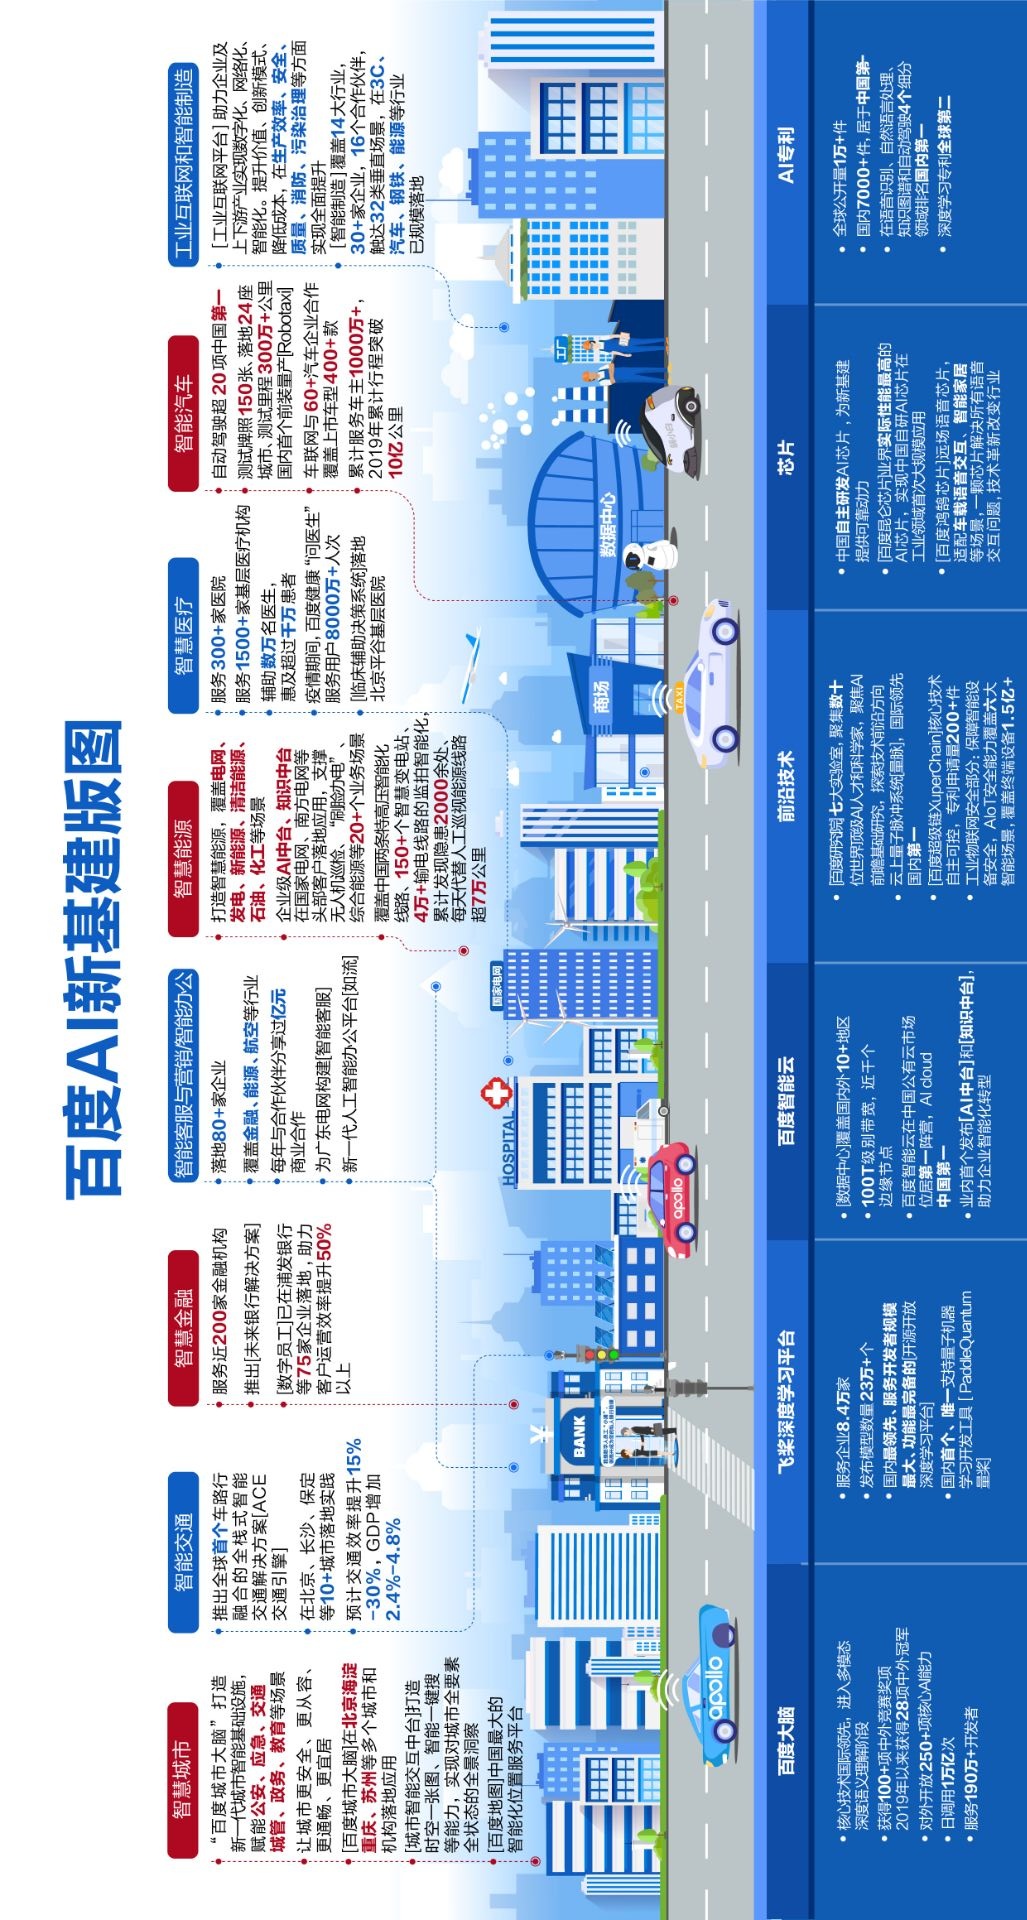 百度AI新基建版图
智慧城市
“百度城市大脑”打造
新一代城市智能基础设施,
赋能公安、应急、交通
城管、政务、教育等场景
让城市更安全、更从容、
更通畅、更宜居
[百度城市大脑]在北京海淀
重庆、苏州等多个城市和
机构落地应用
[城市智能交互中台]打造
时空一张图、智能一键搜
等能力，实现对城市全要素
全状态的全景洞察
[百度地图]中国最大的
智能化位置服务平台
智能交通
推出全球首个车路行
融合的全栈式智能
交通解决方案[ACE
交通引擎]
在北京、长沙、保定
等10+城市落地实践
预计交通效率提升15%
-30%，GDP增加
2.4%-4.8%
智慧金融
服务近200家金融机构
推出[未来银行解决方案]
[数字员工]已在浦发银行
等75家企业落地，助力
客户运营效率提升50%
以上
智能客服与营销/智能办公
落地80+家企业
覆盖金融、能源、航空等行业
每年与合作伙伴分享过亿元
商业合作
为广东电网构建[智能客服]
新一代人工智能办公平台[如流]
智慧能源
打造智慧能源，覆盖电网、
发电、新能源、清洁能源、
石油、化工等场景
企业级AI中台、知识中台
在国家电网、南方电网等
头部客户落地应用，支撑
无人机巡检、“刷脸办电”、
综合能源等20+个业务场景
覆盖中国两条特高压智能化
线路、150+个智慧变电站、
4万+输电线路的监拍智能化，
累计发现隐患2000余处、
每天代替人工巡视能源线路
超7万公里
智慧医疗
服务300+家医院
服务1500+家基层医疗机构
辅助数万名医生，
惠及超过千万患者
疫情期间，百度健康“问医生”
服务用户8000万+人次
[临床辅助决策系统]落地
北京平谷基层医院
智能汽车
自动驾驶超 20项中国第一
测试牌照150张、落地24座
城市、测试里程300万+公里
国内首个前装量产[Robotaxi]
车联网与60+汽车企业合作
覆盖上市车型400+款
累计服务车主1000万+，
2019年累计行程突破
10亿公里
工业互联网和智能制造
[工业互联网平台] 助力企业及
上下游产业实现数字化、网络化、
智能化。提升价值、创新模式、
降低成本，在生产效率、安全、
质量、消防、污染治理等方面
实现全面提升
[智能制造]覆盖14大行业，
30+家企业，16个合作伙伴，
触达32类垂直场景，在3C、
汽车、钢铁、能源等行业
已规模落地
apollo
BANK
apollo
HOSPITAL
国家电网
商场
TAXI
数据中心
工厂
百度大脑
• 核心技术国际领先，进入多模态
深度语义理解阶段
• 获得100+项中外竞赛奖项
2019年以来获得28项中外冠军
• 对外开放250+项核心AI能力
• 日调用1万亿次
• 服务190万+开发者
飞桨深度学习平台
• 服务企业8.4万家
• 发布模型数量23万+个
• 国内最领先、服务开发者规模
最大、功能最完备的[开源开放
深度学习平台]
• 国内首个、唯一支持量子机器
学习开发工具［PaddleQuantum
量桨]
百度智能云
• [数据中心]覆盖国内外10+地区
• 100T级别带宽，近千个
边缘节点
• 百度智能云在中国公有云市场
位居第一阵营，AI cloud
中国第一
• 业内首个发布[AI中台]和[知识中台]，
助力企业智能化转型
前沿技术
• [百度研究院]七大实验室，聚集数十
位世界顶级AI人才和科学家，聚焦AI
前瞻基础研究，探索技术前沿方向
• 云上量子脉冲系统[量脉]，国际领先
国内第一
• [百度超级链XuperChain]核心技术
自主可控，专利申请量200+件
• 工业物联网安全部分；保障智能设
备安全，AIoT安全能力覆盖六大
智能场景，覆盖终端设备1.5亿+
芯片
• 中国自主研发AI芯片，为新基建
提供可靠动力
• [百度昆仑芯片]业界实际性能最高的
AI芯片，实现中国自研AI芯片在
工业领域首次大规模应用
• [百度鸿鹄芯片]远场语音芯片，
适配车载语音交互、智能家居
等场景，一颗芯片解决所有语音
交互问题，技术革新改变行业
AI专利
• 全球公开量1万+件
• 国内7000+件，居于中国第一
• 在语音识别、自然语言处理、
知识图谱和自动驾驶4个细分
领域排名国内第一
• 深度学习专利全球第二